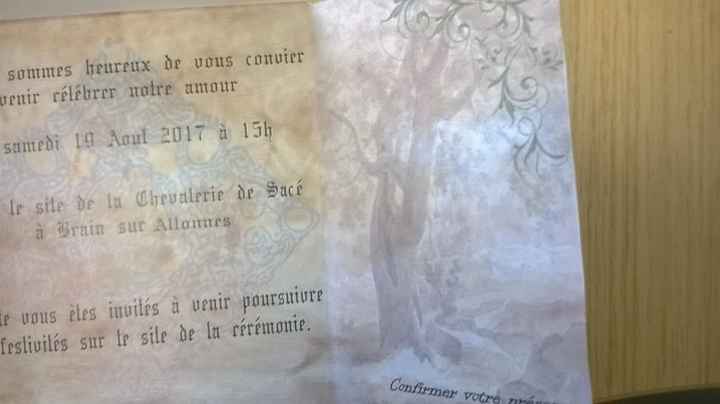 sommes heureux de vous convier
venir célébrer notre amour
samedi 19 Aout 2017 à 15h
le site de la Chevalerie de Sacé
à Brain sur Allonnes
vous êtes invités à venir poursuivre
festivités sur le site de la cérémonie.
Confirmer votre